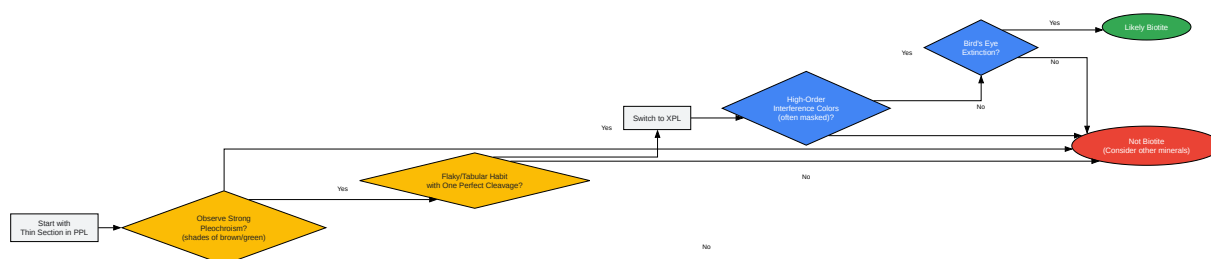 Start with
Thin Section in PPL
Observe Strong
Pleochroism?
(shades of brown/green)
Yes
Flaky/Tabular Habit
with One Perfect Cleavage?
Yes
Switch to XPL
High-Order
Interference Colors
(often masked)?
Yes
Bird's Eye
Extinction?
Yes
Likely Biotite
No
No
Not Biotite
(Consider other minerals)
No
No